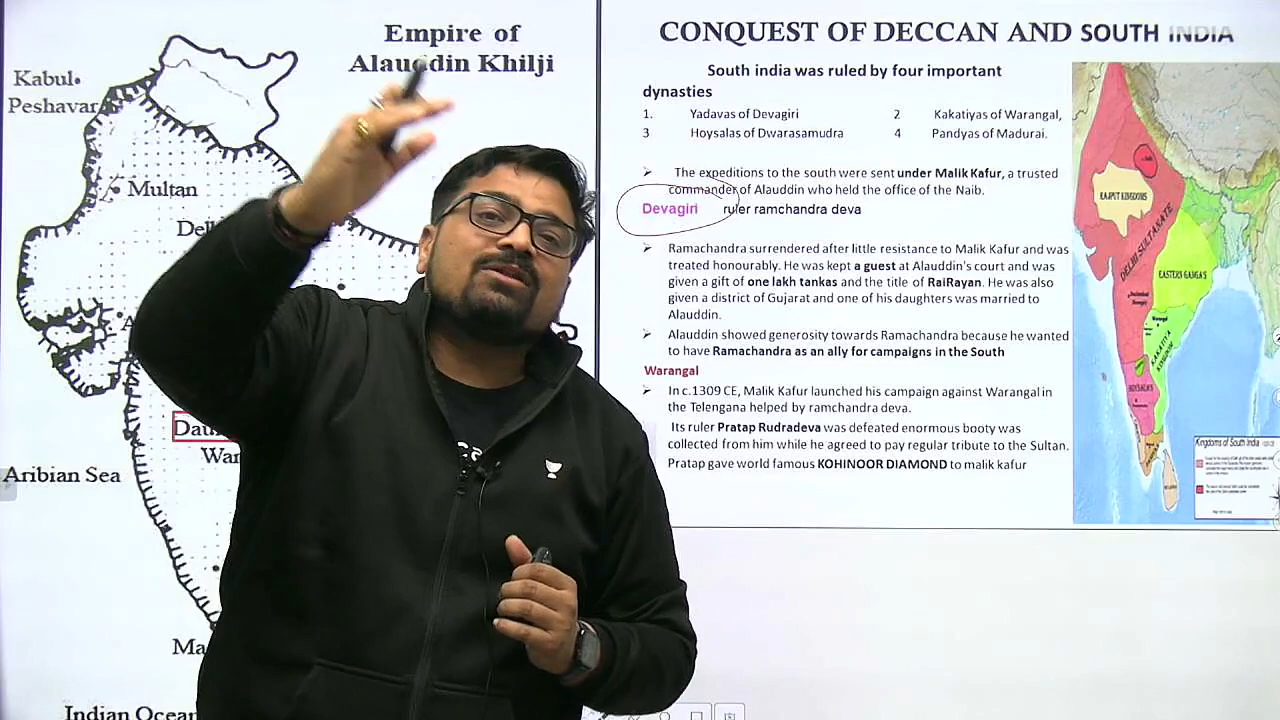 Empire of
Alauddin Khilji
Kabul
Peshavar
Multan
Aribian Sea
CONQUEST OF DECCAN AND SOUTH INDIA
South india was ruled by four important
dynasties
1. Yadavas of Devagiri 2 Kakatiyas of Warangal,
3 Hoysalas of Dwarasamudra 4 Pandyas of Madurai.
The expeditions to the south were sent under Malik Kafur, a trusted
commander of Alauddin who held the office of the Naib.
Devagiri ruler ramchandra deva
Ramachandra surrendered after little resistance to Malik Kafur and was
treated honourably. He was kept a guest at Alauddin's court and was
given a gift of one lakh tankas and the title of RaiRayan. He was also
given a district of Gujarat and one of his daughters was married to
Alauddin.
Alauddin showed generosity towards Ramachandra because he wanted
to have Ramachandra as an ally for campaigns in the South
Warangal
In c.1309 CE, Malik Kafur launched his campaign against Warangal in
the Telengana helped by ramchandra deva.
Its ruler Pratap Rudradeva was defeated enormous booty was
collected from him while he agreed to pay regular tribute to the Sultan.
Pratap gave world famous KOHINOOR DIAMOND to malik kafur
RAJPUT KINGDOMS
DELHI SULTANATE
EASTERN GANGA'S
Kingdoms of South India